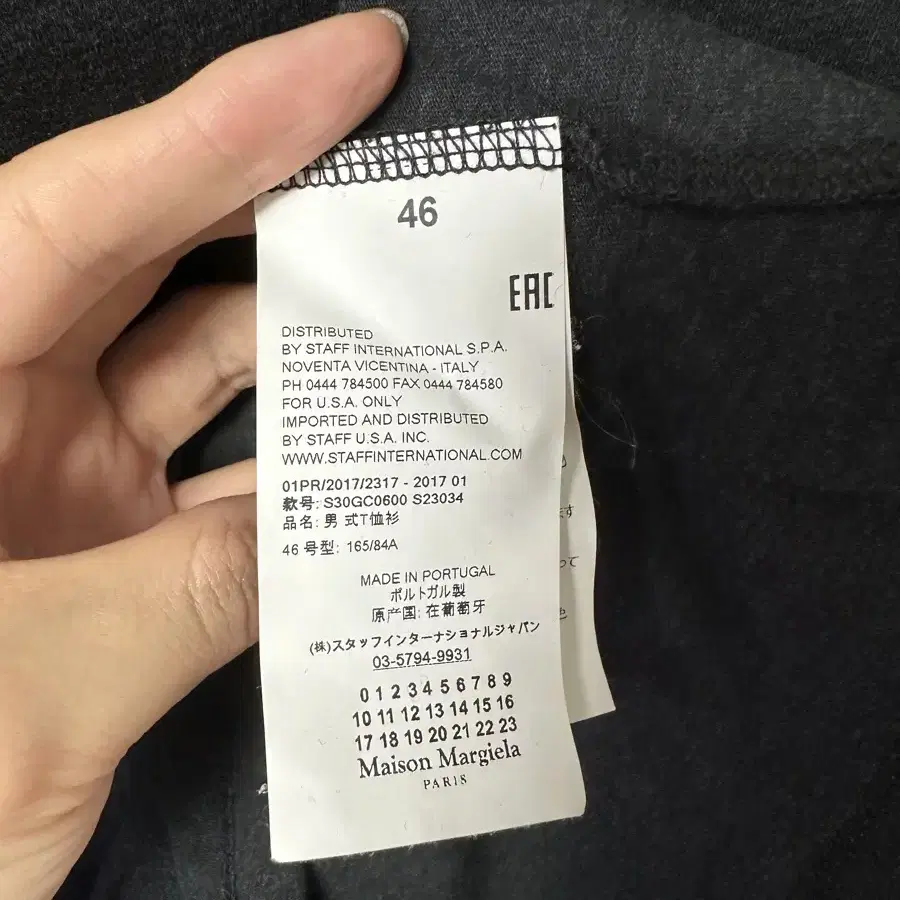 46
EAC
DISTRIBUTED
BY STAFF INTERNATIONAL S.P.A.
NOVENTA VICENTINA - ITALY
PH 0444 784500 FAX 0444 784580
FOR U.S.A. ONLY
IMPORTED AND DISTRIBUTED
BY STAFF U.S.A. INC.
WWW.STAFFINTERNATIONAL.COM
01PR/2017/2317 - 2017 01
款号: S30GC0600 S23034
品名: 男 式T恤衫
46 号型: 165/84A
MADE IN PORTUGAL
ポルトガル製
原产国: 在葡萄牙
(株)スタッフインターナショナルジャパン
03-5794-9931
0 1 2 3 4 5 6 7 8 9
10 11 12 13 14 15 16
17 18 19 20 21 22 23
Maison Margiela
PARIS
ます
って